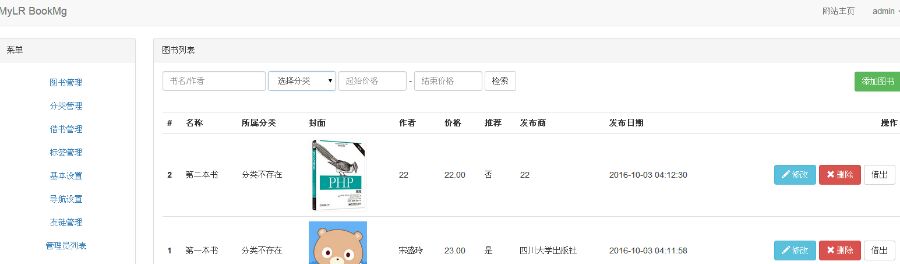 MyLR BookMg 网站主页 admin
菜单
图书管理
分类管理
借书管理
标签管理
基本设置
导航设置
友链管理
管理员列表
图书列表
书名/作者 选择分类 起始价格 - 结束价格 检索 添加图书
# 名称 所属分类 封面 作者 价格 推荐 发布商 发布日期 操作
2 第二本书 分类不存在 22 22.00 否 22 2016-10-03 04:12:30 修改 删除 借出
PHP
1 第一本书 分类不存在 23.00 是 四川大学出版社 2016-10-03 04:11:58 修改 删除 借出